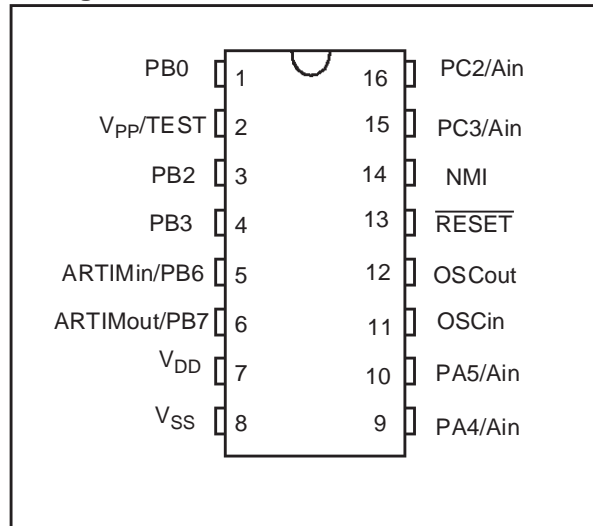 PB0 1 16 PC2/Ain
VPP/TEST 2 15 PC3/Ain
PB2 3 14 NMI
PB3 4 13 RESET
ARTIMin/PB6 5 12 OSCout
ARTIMout/PB7 6 11 OSCin
VDD 7 10 PA5/Ain
VSS 8 9 PA4/Ain